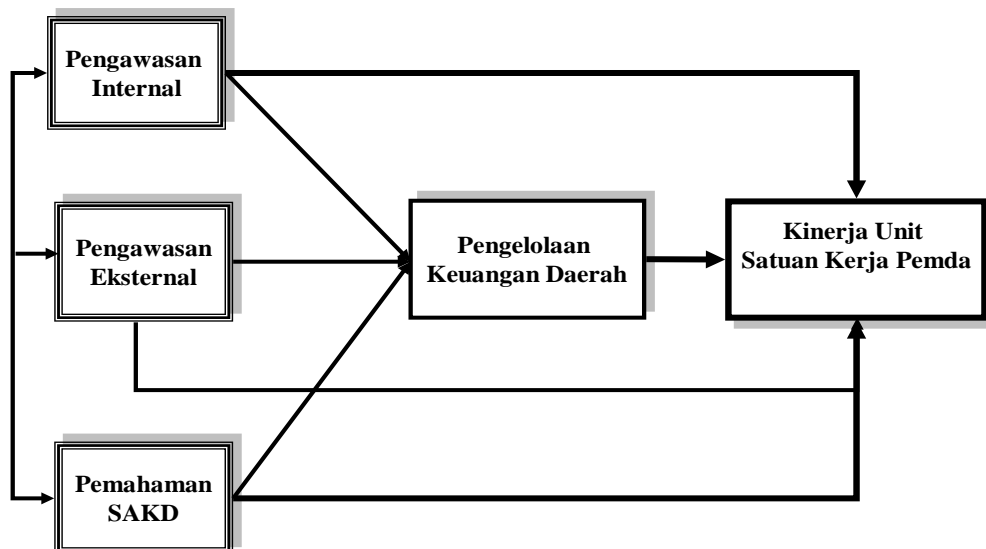 Pengawasan
Internal
Pengawasan
Eksternal
Pemahaman
SAKD
Pengelolaan
Keuangan Daerah
Kinerja Unit
Satuan Kerja Pemda